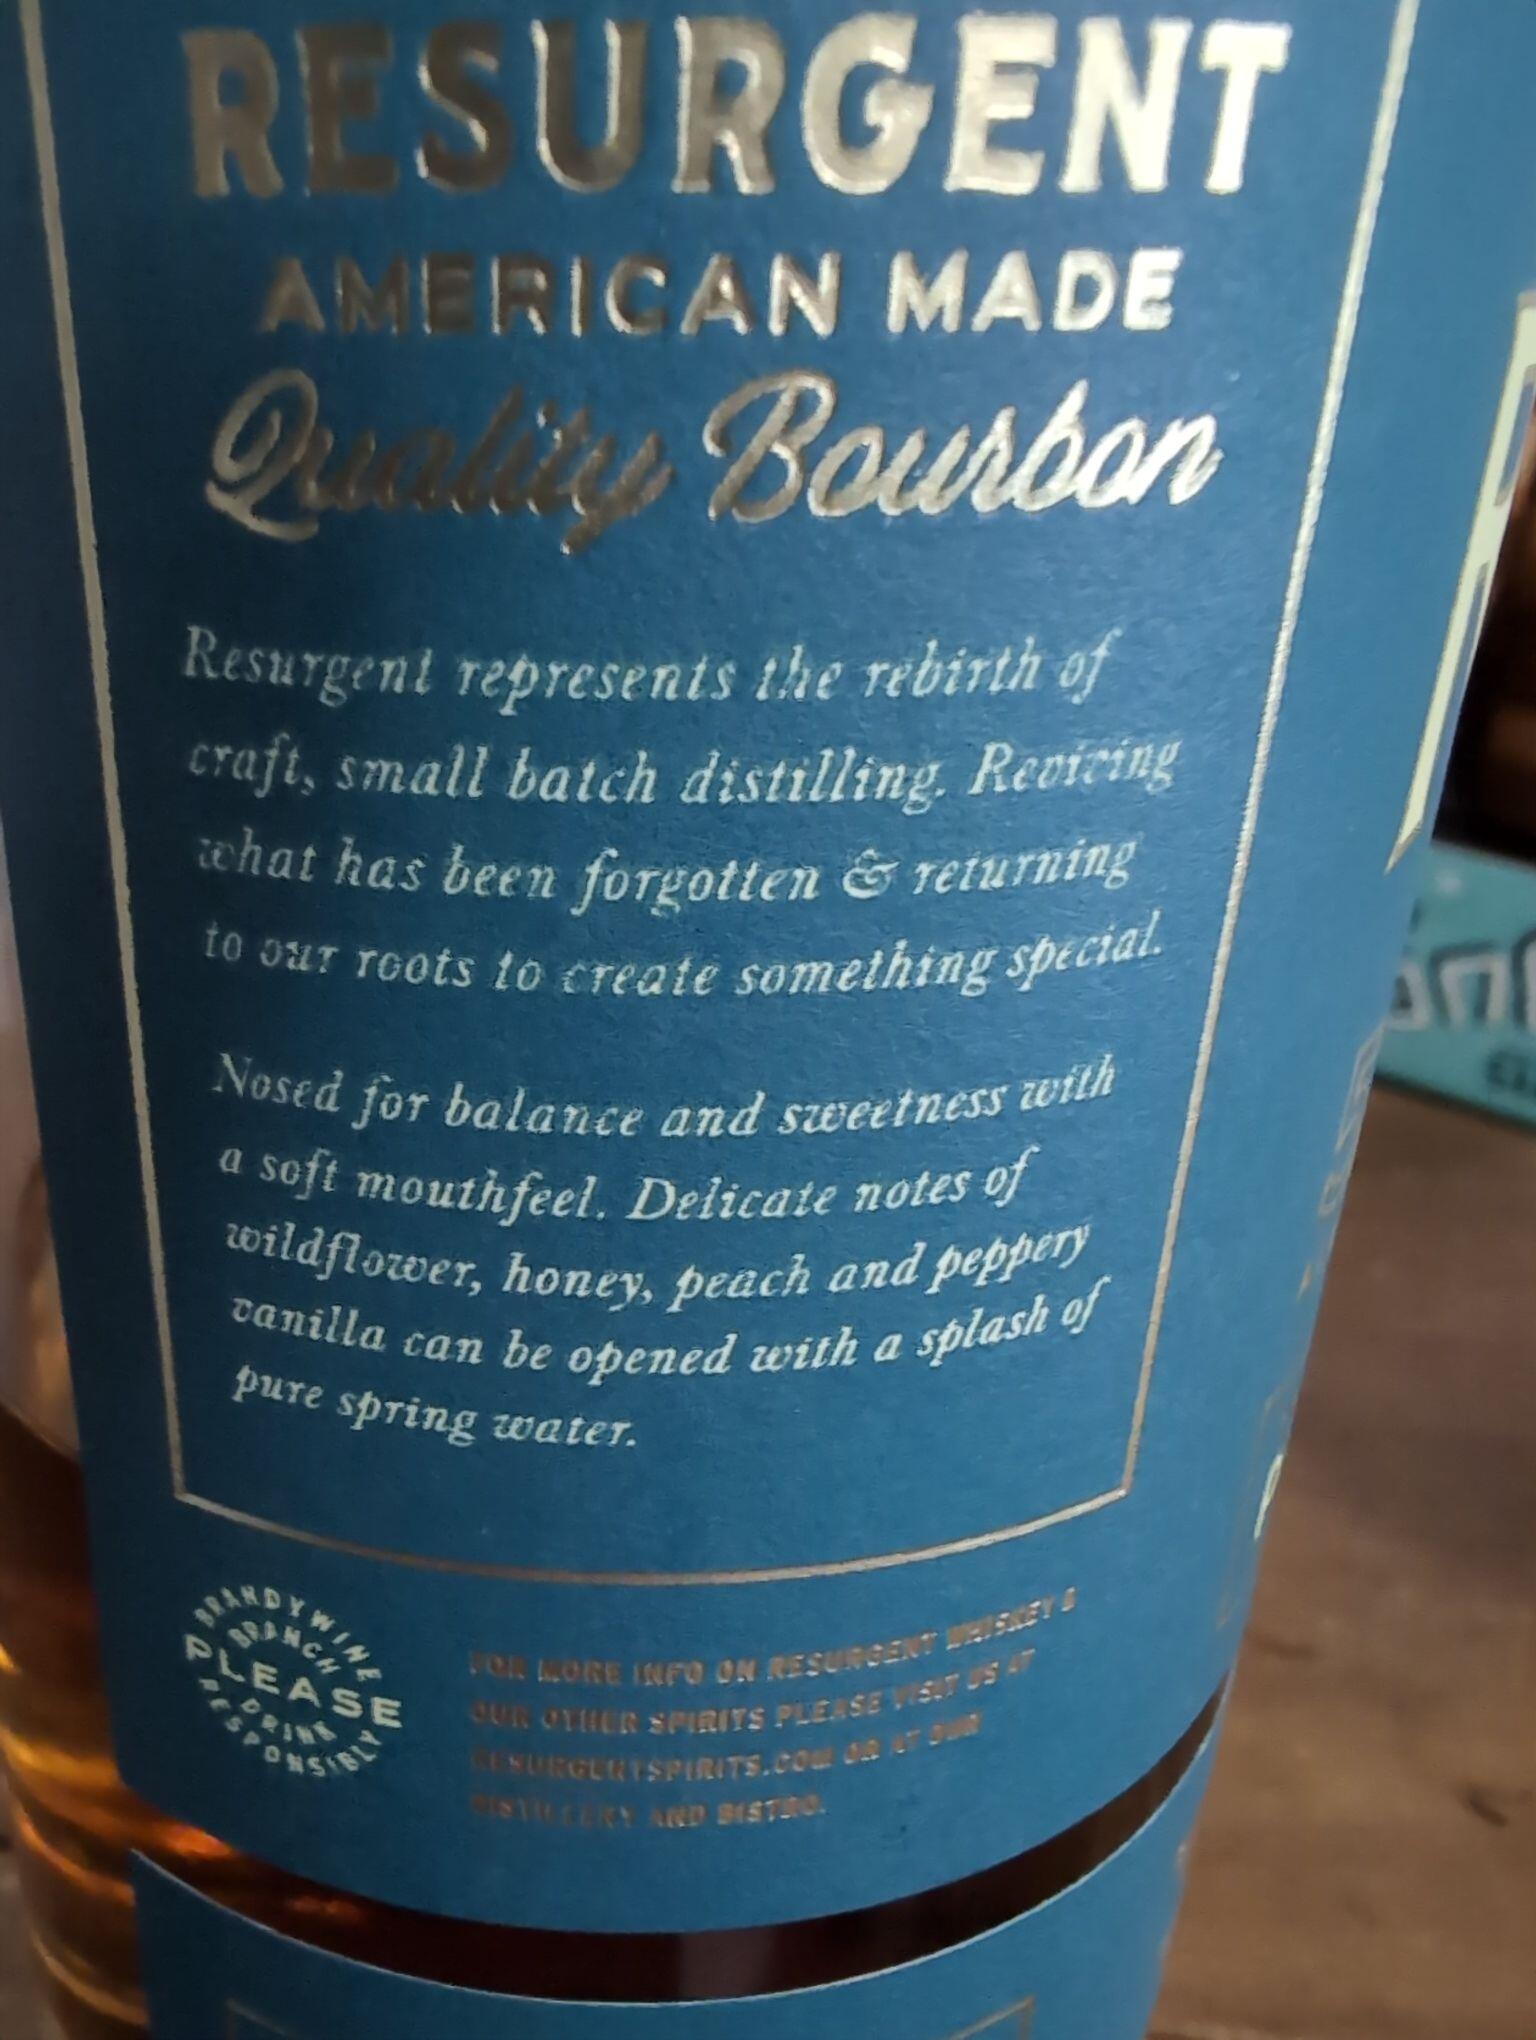 RESURGENT
AMERICAN MADE
Quality Bourbon
Resurgent represents the rebirth of
craft, small batch distilling. Reviving
what has been forgotten & returning
to our roots to create something special.
Nosed for balance and sweetness with
a soft mouthfeel. Delicate notes of
wildflower, honey, peach and peppery
vanilla can be opened with a splash of
pure spring water.
BRANDYWINE
BRANCH
PLEASE
DRINK
RESPONSIBLY
FOR MORE INFO ON RESURGENT WHISKEY &
OUR OTHER SPIRITS PLEASE VISIT US AT
RESURGENTSPIRITS.COM OR AT OUR
DISTILLERY AND BISTRO.